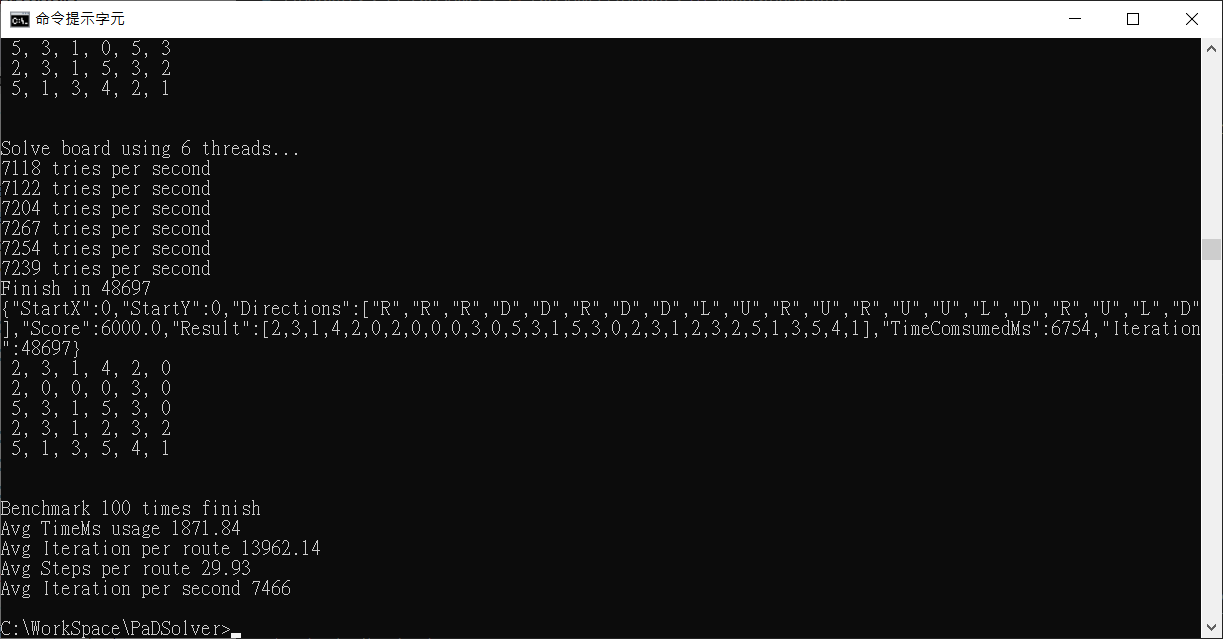 命令提示字元
5, 3, 1, 0, 5, 3
2, 3, 1, 5, 3, 2
5, 1, 3, 4, 2, 1
Solve board using 6 threads...
7118 tries per second
7122 tries per second
7204 tries per second
7267 tries per second
7254 tries per second
7239 tries per second
Finish in 48697
{"StartX":0,"StartY":0,"Directions":["R","R","R","D","D","R","D","D","L","U","R","U","R","U","U","L","D","R","U","L","D"
],"Score":6000.0,"Result":[2,3,1,4,2,0,2,0,0,0,3,0,5,3,1,5,3,0,2,3,1,2,3,2,5,1,3,5,4,1],"TimeComsumedMs":6754,"Iteration
":48697}
2, 3, 1, 4, 2, 0
2, 0, 0, 0, 3, 0
5, 3, 1, 5, 3, 0
2, 3, 1, 2, 3, 2
5, 1, 3, 5, 4, 1
Benchmark 100 times finish
Avg TimeMs usage 1871.84
Avg Iteration per route 13962.14
Avg Steps per route 29.93
Avg Iteration per second 7466
C:\WorkSpace\PaDSolver>